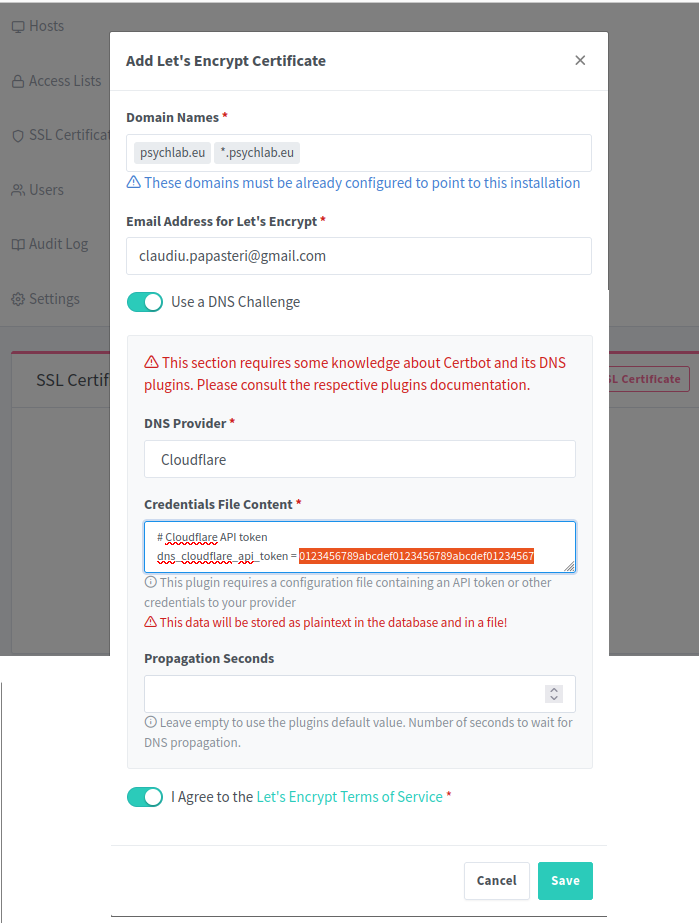 Hosts
Access Lists
SSL Certificat
Users
Audit Log
Settings
SSL Certif
SL Certificate
Add Let's Encrypt Certificate
Domain Names *
psychlab.eu *.psychlab.eu
These domains must be already configured to point to this installation
Email Address for Let's Encrypt *
claudiu.papasteri@gmail.com
Use a DNS Challenge
This section requires some knowledge about Certbot and its DNS
plugins. Please consult the respective plugins documentation.
DNS Provider *
Cloudflare
Credentials File Content *
# Cloudflare API token
dns_cloudflare_api_token = 0123456789abcdef0123456789abcdef01234567
This plugin requires a configuration file containing an API token or other
credentials to your provider
This data will be stored as plaintext in the database and in a file!
Propagation Seconds
Leave empty to use the plugins default value. Number of seconds to wait for
DNS propagation.
I Agree to the Let's Encrypt Terms of Service *
Cancel Save